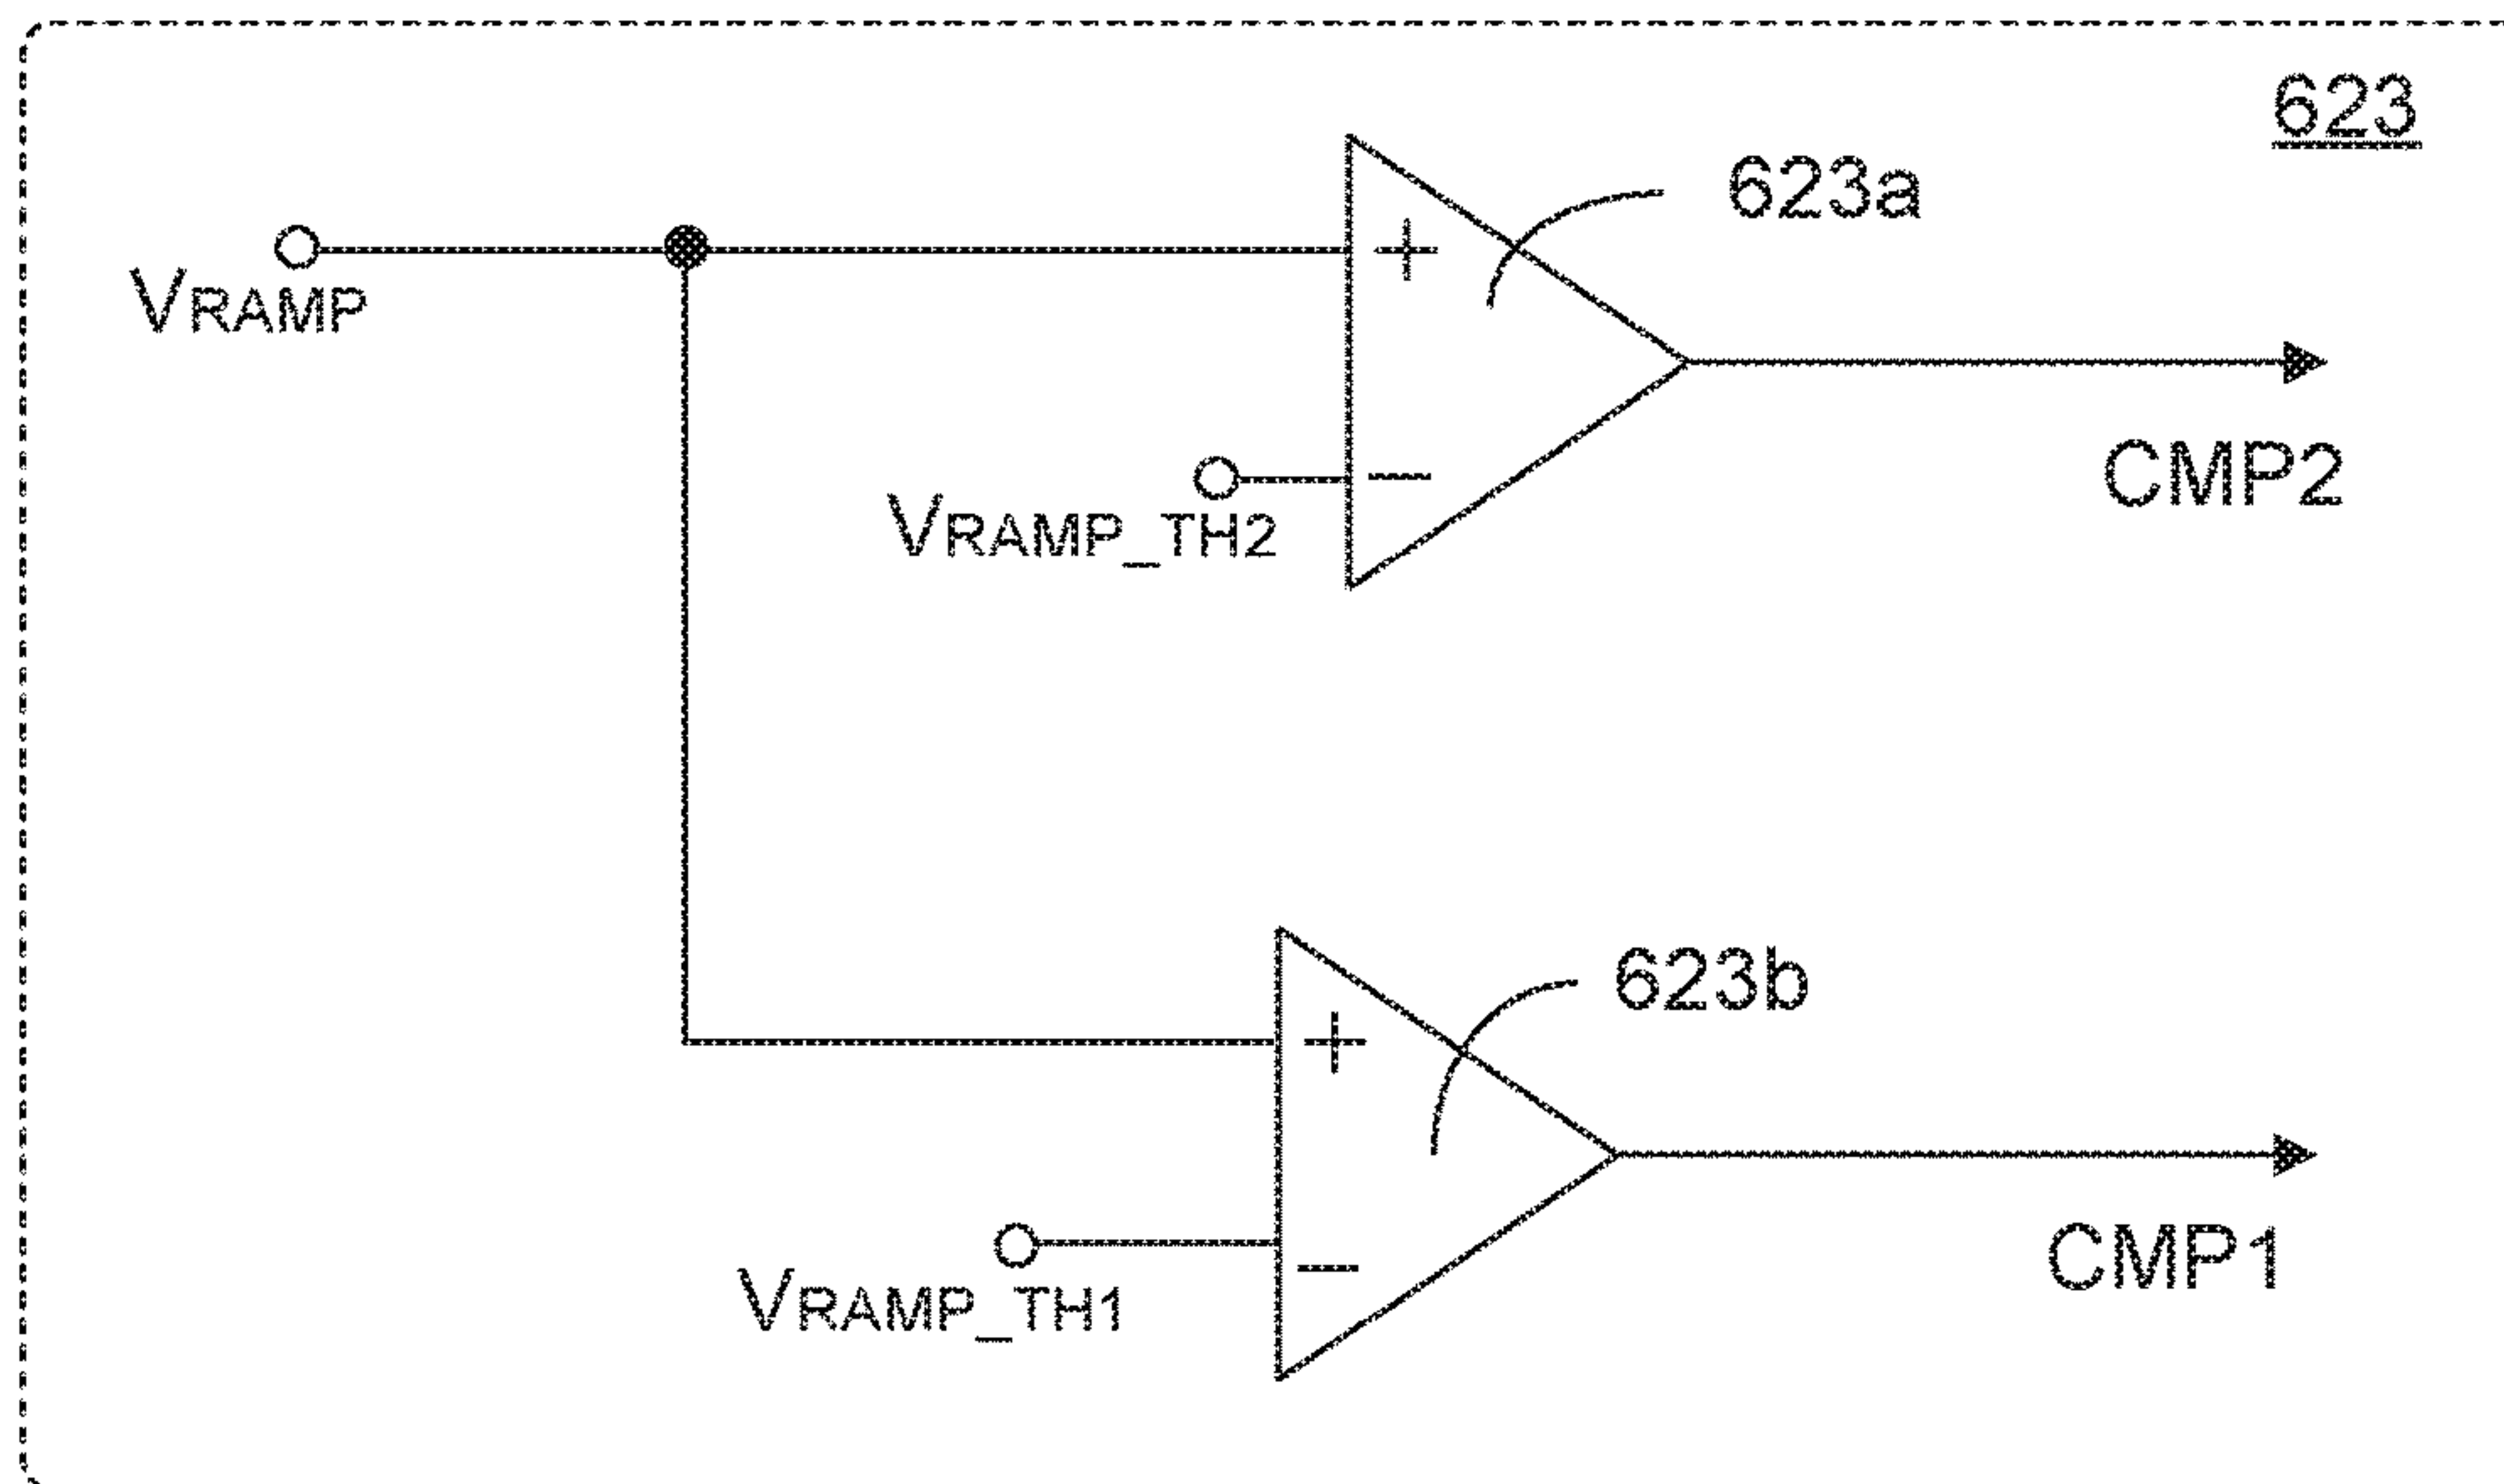 623
623a
VRAMP
+
CMP2
−
VRAMP_TH2
623b
+
CMP1
−
VRAMP_TH1